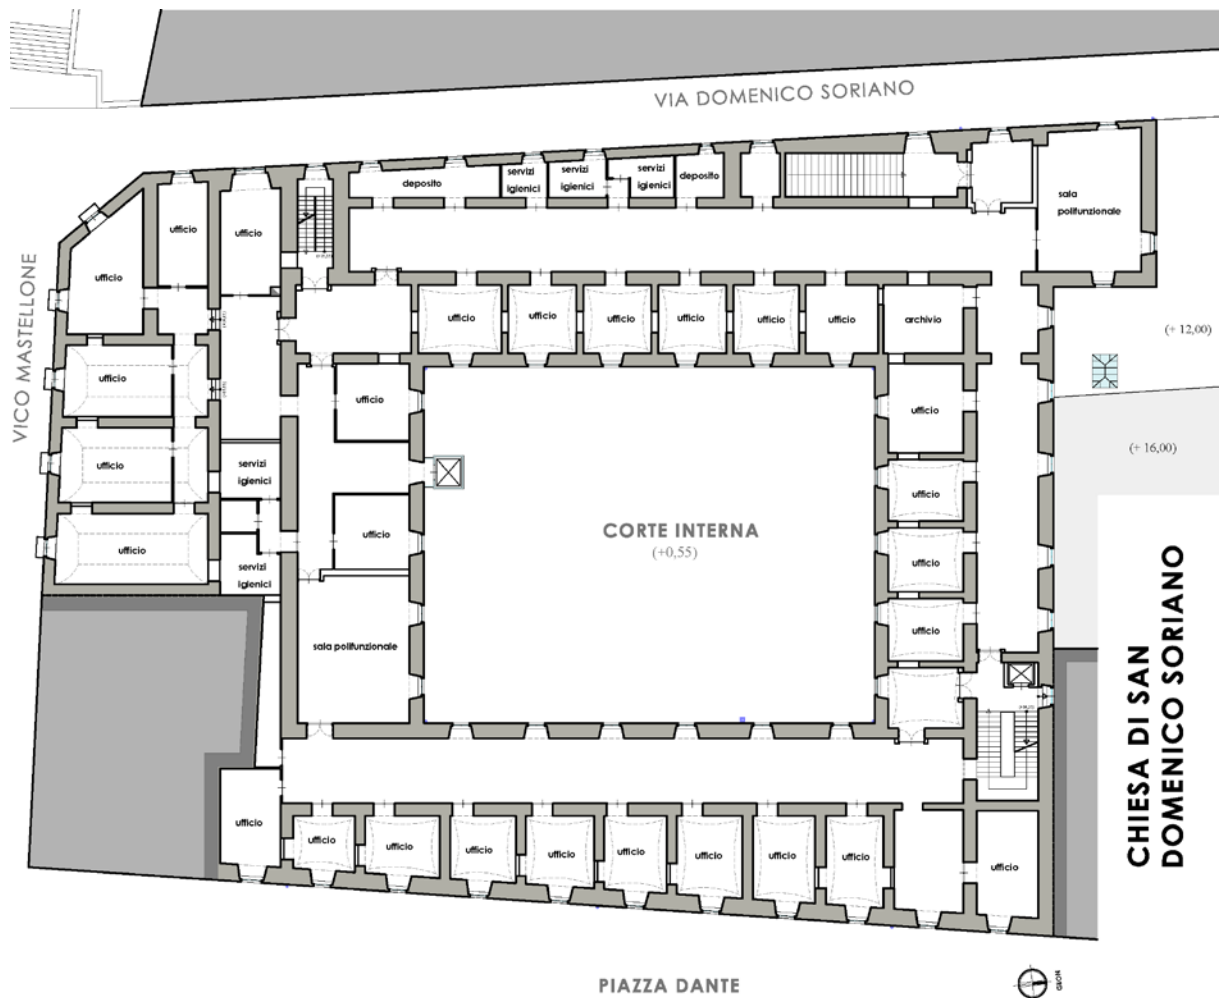 VIA DOMENICO SORIANO
VICO MASTELLONE
deposito
servizi
igienici
servizi
igienici
servizi
igienici
deposito
sala
polifunzionale
ufficio
ufficio
ufficio
ufficio
ufficio
ufficio
ufficio
ufficio
ufficio
archivio
(+ 12,00)
ufficio
ufficio
ufficio
(+ 16,00)
ufficio
servizi
igienici
ufficio
ufficio
ufficio
CORTE INTERNA
(+0,55)
ufficio
servizi
igienici
ufficio
ufficio
sala polifunzionale
CHIESA DI SAN
DOMENICO SORIANO
ufficio
ufficio
ufficio
ufficio
ufficio
ufficio
ufficio
ufficio
ufficio
ufficio
PIAZZA DANTE
NORD